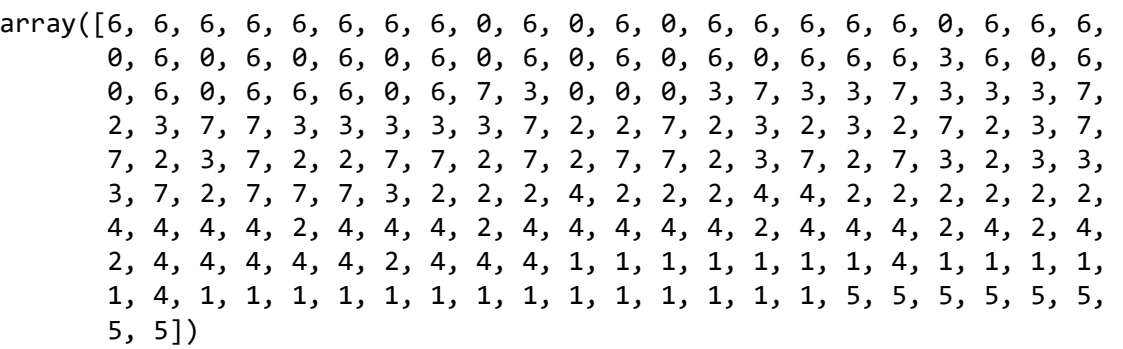 array([6, 6, 6, 6, 6, 6, 6, 6, 0, 6, 0, 6, 0, 6, 6, 6, 6, 6, 0, 6, 6, 6,
0, 6, 0, 6, 0, 6, 0, 6, 0, 6, 0, 6, 0, 6, 0, 6, 6, 6, 3, 6, 0, 6,
0, 6, 0, 6, 6, 6, 0, 6, 7, 3, 0, 0, 0, 3, 7, 3, 3, 7, 3, 3, 3, 7,
2, 3, 7, 7, 3, 3, 3, 3, 3, 7, 2, 2, 7, 2, 3, 2, 3, 2, 7, 2, 3, 7,
7, 2, 3, 7, 2, 2, 7, 7, 2, 7, 2, 7, 7, 2, 3, 7, 2, 7, 3, 2, 3, 3,
3, 7, 2, 7, 7, 7, 3, 2, 2, 2, 4, 2, 2, 2, 4, 4, 2, 2, 2, 2, 2, 2,
4, 4, 4, 4, 2, 4, 4, 4, 2, 4, 4, 4, 4, 4, 2, 4, 4, 4, 2, 4, 2, 4,
2, 4, 4, 4, 4, 4, 2, 4, 4, 4, 1, 1, 1, 1, 1, 1, 1, 4, 1, 1, 1, 1,
1, 4, 1, 1, 1, 1, 1, 1, 1, 1, 1, 1, 1, 1, 1, 1, 5, 5, 5, 5, 5, 5,
5, 5])